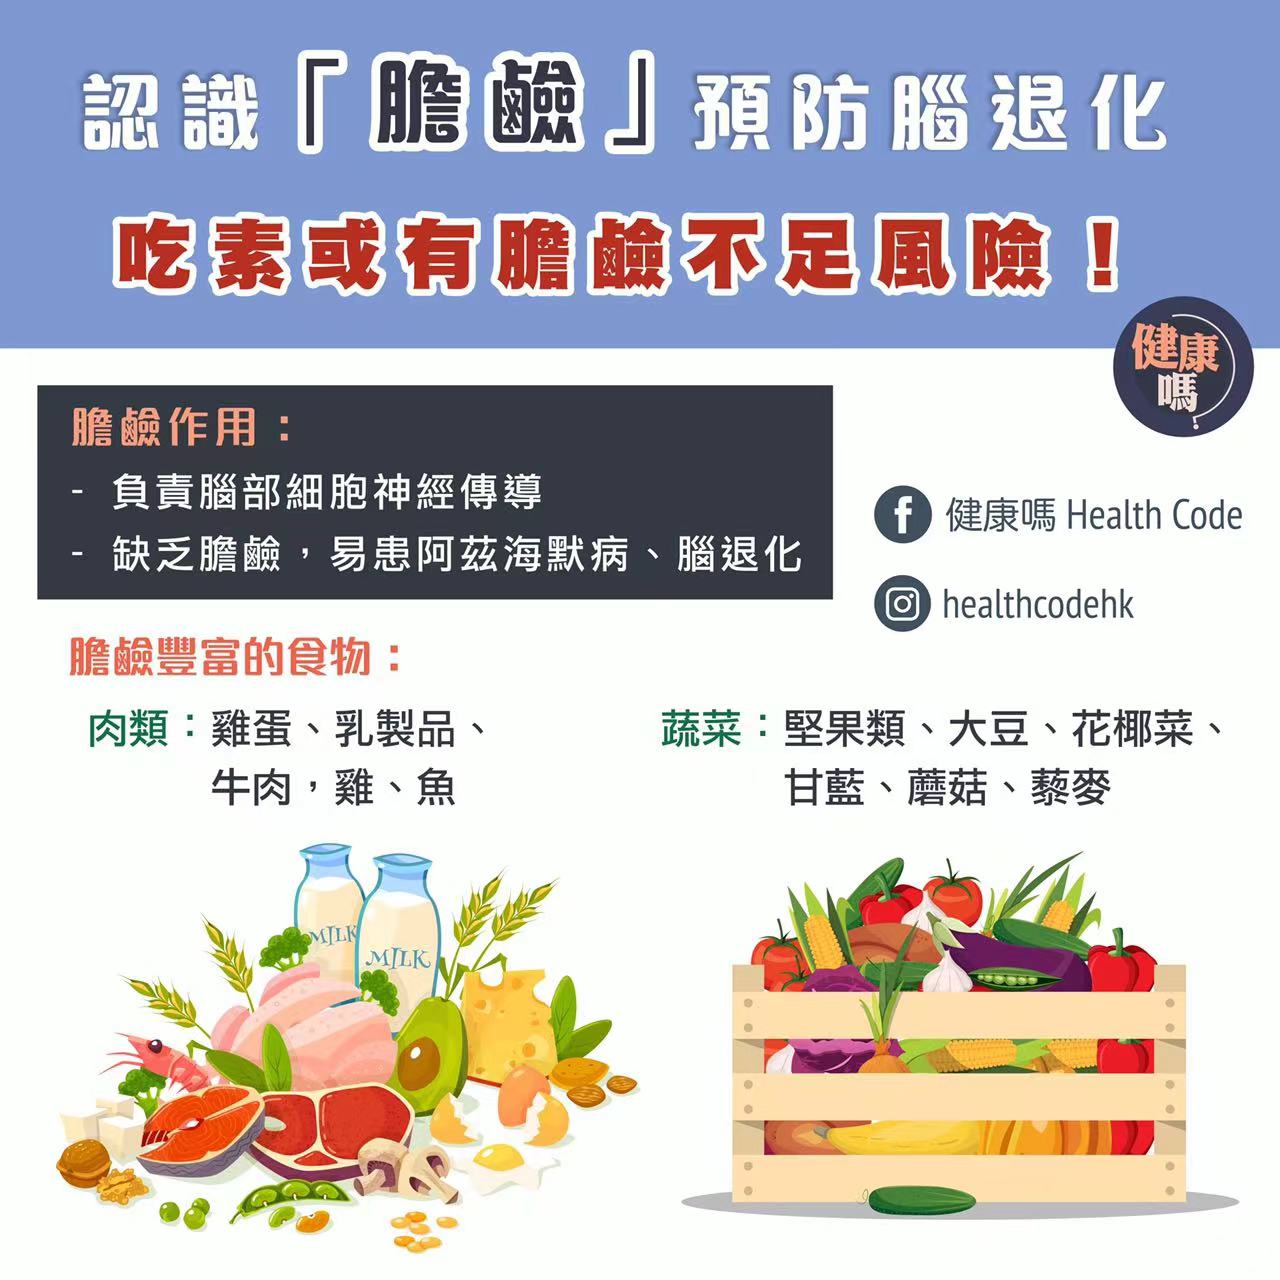 認識「膽鹼」預防腦退化
吃素或有膽鹼不足風險！
健康
嗎
膽鹼作用：
- 負責腦部細胞神經傳導
- 缺乏膽鹼，易患阿茲海默病、腦退化
健康嗎 Health Code
healthcodehk
膽鹼豐富的食物：
肉類：雞蛋、乳製品、
牛肉，雞、魚
蔬菜：堅果類、大豆、花椰菜、
甘藍、蘑菇、藜麥
MILK
MILK